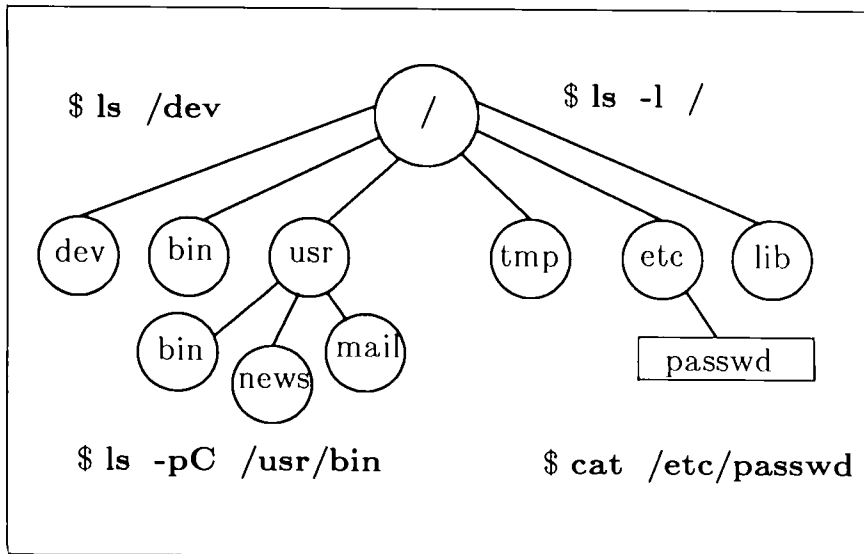 $ ls /dev
/
$ ls -l /
dev bin usr tmp etc lib
bin news mail passwd
$ ls -pC /usr/bin
$ cat /etc/passwd